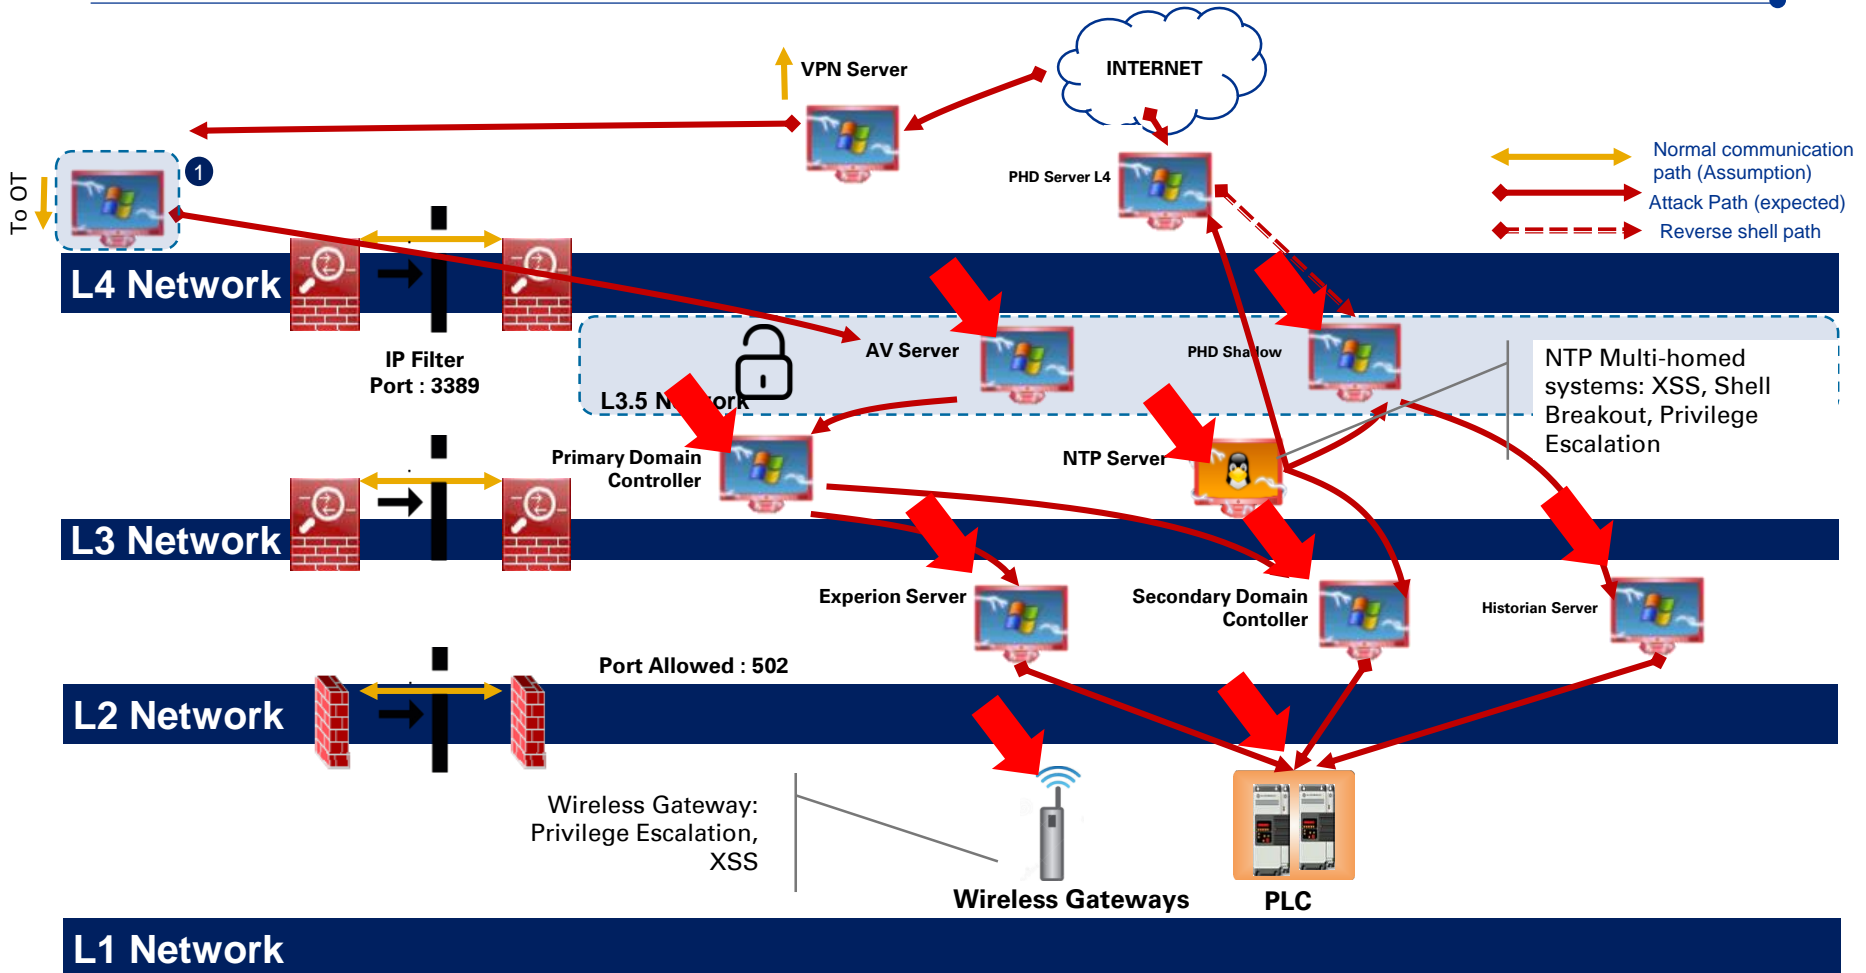 VPN Server
INTERNET
PHD Server L4
Normal communication
path (Assumption)
Attack Path (expected)
Reverse shell path
1
To OT
L4 Network
IP Filter
Port : 3389
AV Server
PHD Shadow
L3.5 Network
NTP Multi-homed
systems: XSS, Shell
Breakout, Privilege
Escalation
Primary Domain
Controller
NTP Server
L3 Network
Experion Server
Secondary Domain
Contoller
Historian Server
Port Allowed : 502
L2 Network
Wireless Gateway:
Privilege Escalation,
XSS
Wireless Gateways
PLC
L1 Network